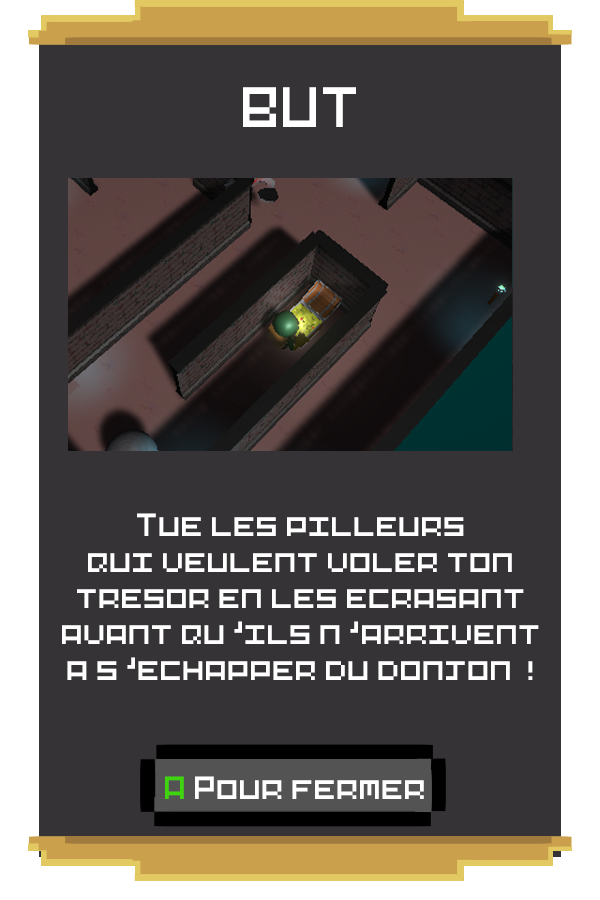 BUT
TUE LES PILLEURS
QUI VEULENT VOLER TON
TRESOR EN LES ECRASANT
AVANT QU 'ILS N 'ARRIVENT
A S 'ECHAPPER DU DONJON !
A POUR FERMER